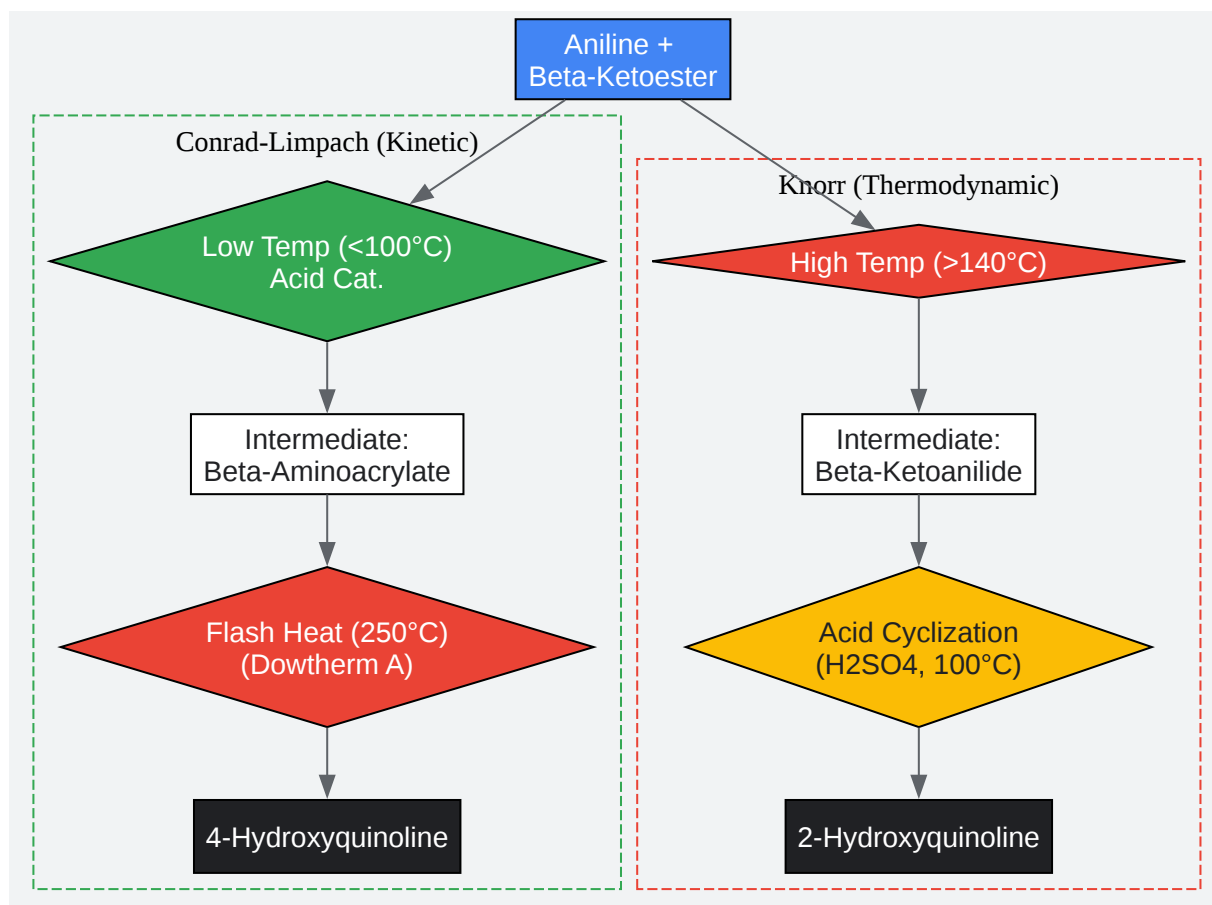 Aniline +
Beta-Ketoester
Conrad-Limpach (Kinetic)
Low Temp (<100°C)
Acid Cat.
Intermediate:
Beta-Aminoacrylate
Flash Heat (250°C)
(Dowtherm A)
4-Hydroxyquinoline
Knorr (Thermodynamic)
High Temp (>140°C)
Intermediate:
Beta-Ketoanilide
Acid Cyclization
(H2SO4, 100°C)
2-Hydroxyquinoline